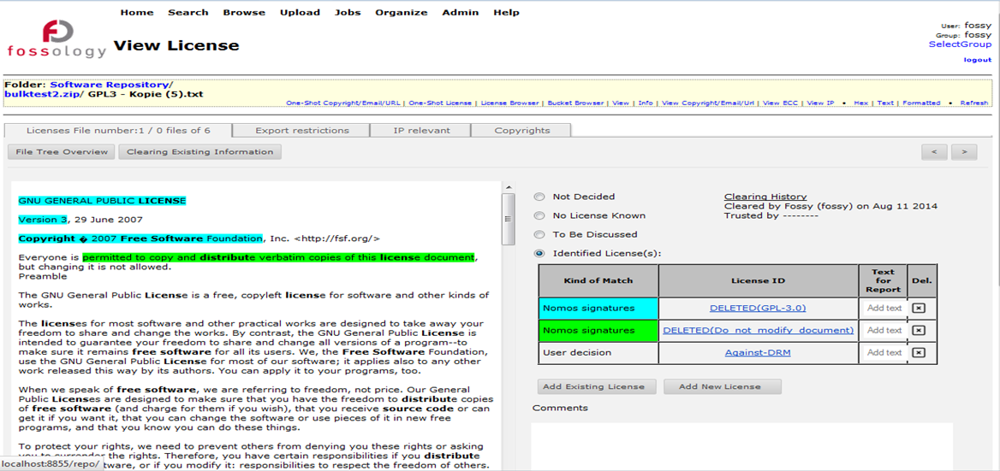 Home Search Browse Upload Jobs Organize Admin Help
fossology
View License
User: fossy
Group: fossy
SelectGroup
logout
Folder: Software Repository/
bulktest2.zip/ GPL3 - Kopie (5).txt
One-Shot Copyright/Email/URL | One-Shot License | License Browser | Bucket Browser | View | Info | View Copyright/Email/Url | View ECC | View IP • Hex | Text | Formatted • Refresh
Licenses File number:1 / 0 files of 6 Export restrictions IP relevant Copyrights
File Tree Overview Clearing Existing Information < >
GNU GENERAL PUBLIC LICENSE
Version 3, 29 June 2007
Copyright � 2007 Free Software Foundation, Inc. <http://fsf.org/>
Everyone is permitted to copy and distribute verbatim copies of this license document,
but changing it is not allowed.
Preamble
The GNU General Public License is a free, copyleft license for software and other kinds of
works.
The licenses for most software and other practical works are designed to take away your
freedom to share and change the works. By contrast, the GNU General Public License is
intended to guarantee your freedom to share and change all versions of a program--to
make sure it remains free software for all its users. We, the Free Software Foundation,
use the GNU General Public License for most of our software; it applies also to any other
work released this way by its authors. You can apply it to your programs, too.
When we speak of free software, we are referring to freedom, not price. Our General
Public Licenses are designed to make sure that you have the freedom to distribute copies
of free software (and charge for them if you wish), that you receive source code or can
get it if you want it, that you can change the software or use pieces of it in new free
programs, and that you know you can do these things.
To protect your rights, we need to prevent others from denying you these rights or asking
you to surrender the rights. Therefore, you have certain responsibilities if you distribute
tware, or if you modify it: responsibilities to respect the freedom of others.
localhost:8855/repo/
Not Decided
No License Known
To Be Discussed
Identified License(s):
Clearing History
Cleared by Fossy (fossy) on Aug 11 2014
Trusted by --------
Kind of Match License ID Text for Report Del.
Nomos signatures DELETED(GPL-3.0) Add text x
Nomos signatures DELETED(Do_not_modify_document) Add text x
User decision Against-DRM Add text x
Add Existing License Add New License
Comments